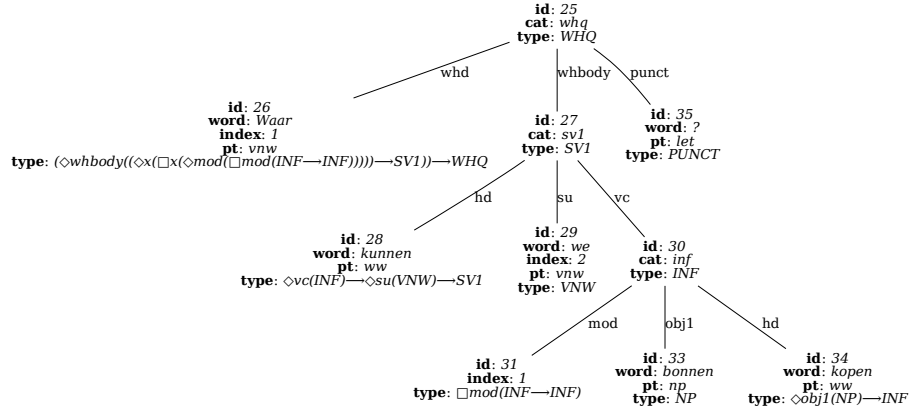 id: 25
cat: whq
type: WHQ
whd
whbody
punct
id: 26
word: Waar
index: 1
pt: vnw
type: (◇whbody((◇x(□x(◇mod(□mod(INF⟶INF)))))⟶SV1))⟶WHQ
id: 27
cat: sv1
type: SV1
id: 35
word: ?
pt: let
type: PUNCT
hd
su
vc
id: 28
word: kunnen
pt: ww
type: ◇vc(INF)⟶◇su(VNW)⟶SV1
id: 29
word: we
index: 2
pt: vnw
type: VNW
id: 30
cat: inf
type: INF
mod
obj1
hd
id: 31
index: 1
type: □mod(INF⟶INF)
id: 33
word: bonnen
pt: np
type: NP
id: 34
word: kopen
pt: ww
type: ◇obj1(NP)⟶INF